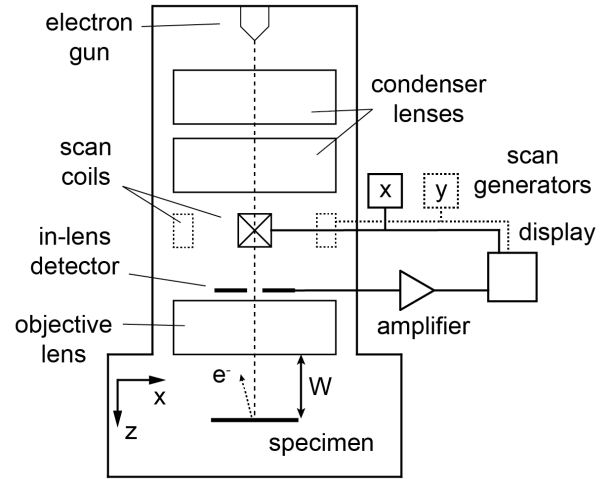 electron
gun
condenser
lenses
scan
coils
x
y
scan
generators
in-lens
detector
display
amplifier
objective
lens
e-
W
x
z
specimen